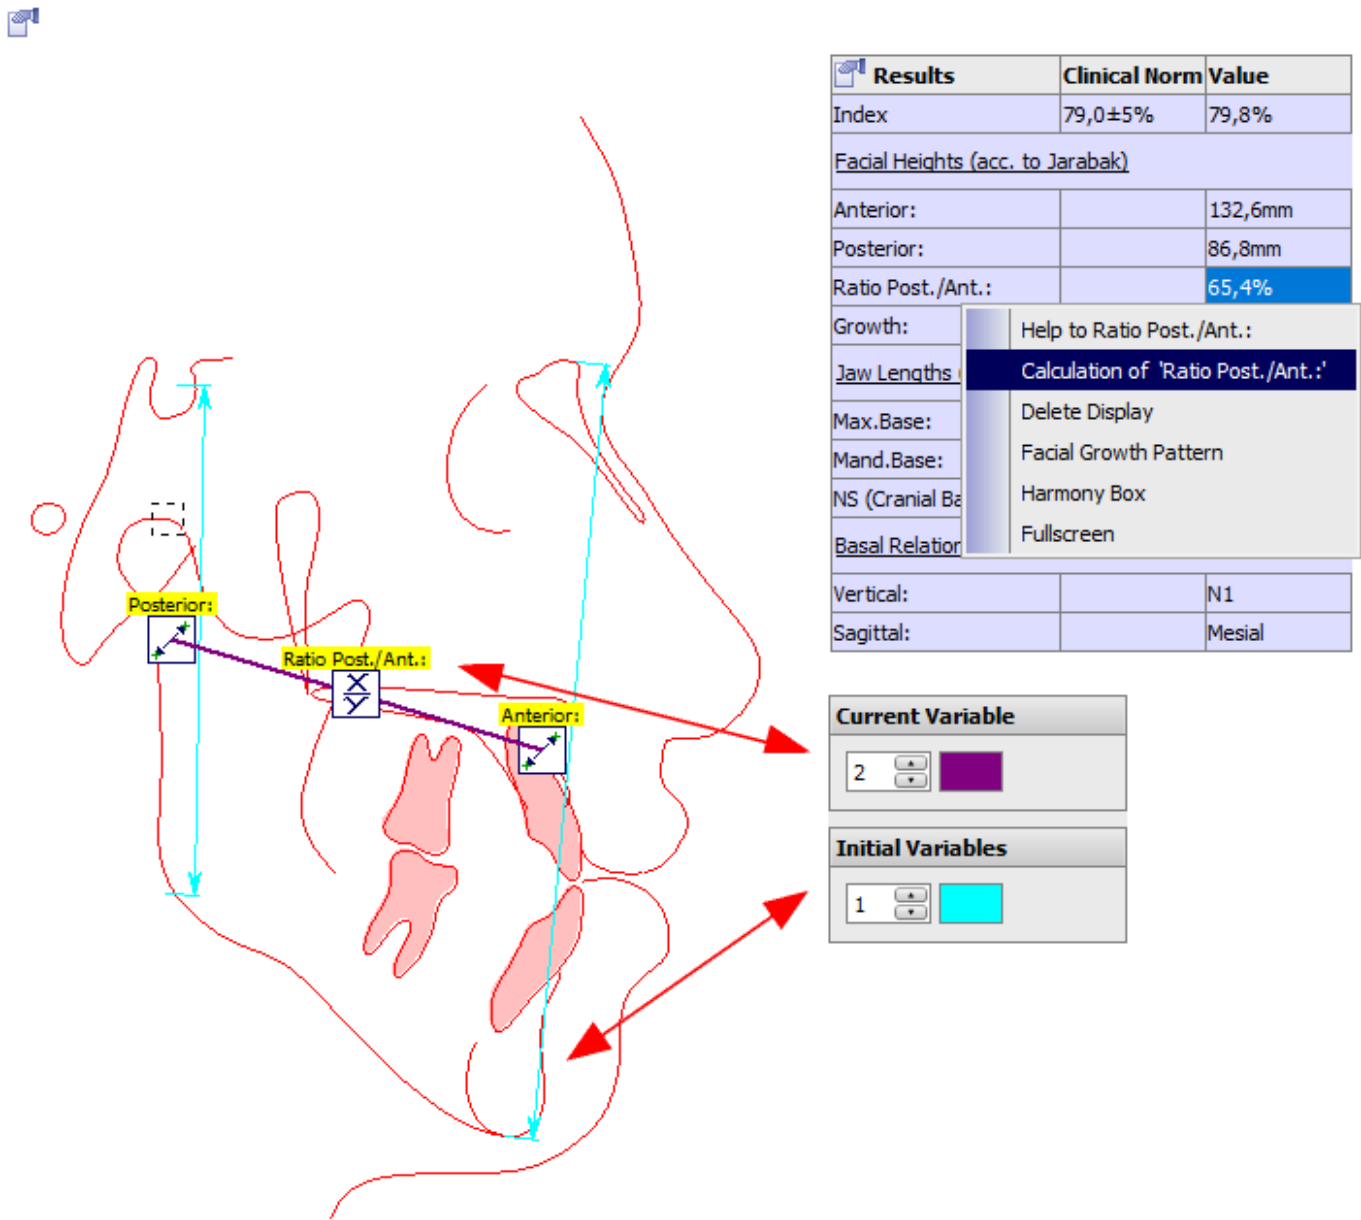 Results Clinical Norm Value
Index 79,0±5% 79,8%
Facial Heights (acc. to Jarabak)
Anterior: 132,6mm
Posterior: 86,8mm
Ratio Post./Ant.: 65,4%
Growth:
Jaw Lengths
Max.Base:
Mand.Base:
NS (Cranial Ba
Basal Relation
Help to Ratio Post./Ant.:
Calculation of 'Ratio Post./Ant.:'
Delete Display
Facial Growth Pattern
Harmony Box
Fullscreen
Vertical: N1
Sagittal: Mesial
Posterior:
Ratio Post./Ant.:
X
Y
Anterior:
Current Variable
2
Initial Variables
1